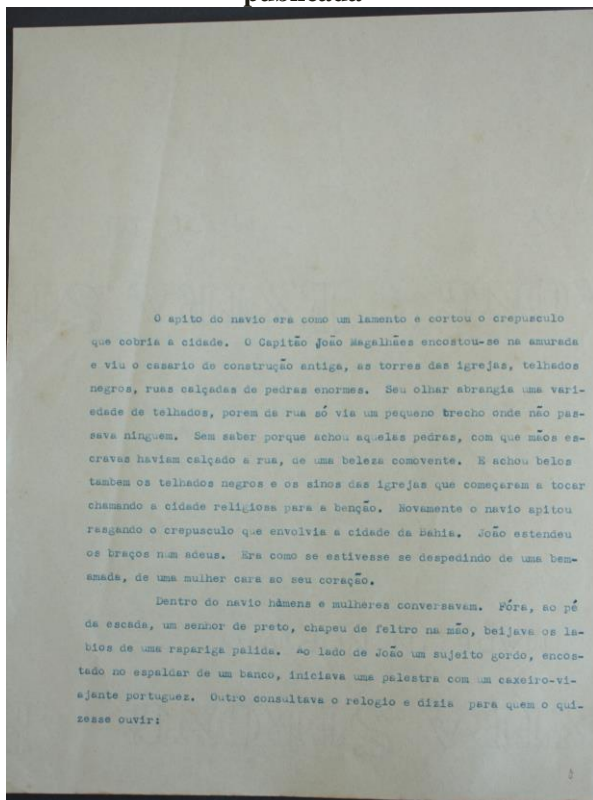 publicada
O apito do navio era como um lamento e cortou o crepusculo
que cobria a cidade. O Capitão João Magalhães encostou-se na amurada
e viu o casario de construção antiga, as torres das igrejas, telhados
negros, ruas calçadas de pedras enormes. Seu olhar abrangia uma vari-
edade de telhados, porem da rua só via um pequeno brecho onde não pas-
sava ninguem. Sem saber porque achou aquelas pedras, com que mãos es-
cravas haviam calçado a rua, de uma beleza comovente. E achou belos
tambem os telhados negros e os sinos das igrejas que começaram a tocar
chamando a cidade religiosa para a benção. Novamente o navio apitou
rasgando o crepusculo que envolvia a cidade da Bahia. João estendeu
os braços num adeus. Era como se estivesse se despedindo de uma bem-
amada, de uma mulher cara ao seu coração.
Dentro do navio hómens e mulheres conversavam. Fóra, ao pé
da escada, um senhor de preto, chapeu de feltro na mão, beijava os la-
bios de uma rapariga palida. Ao lado de João um sujeito gordo, encos-
tado no espaldar de um banco, iniciava uma palestra com um caxeiro-vi-
ajante portuguez. Outro consultava o relogio e dizia para quem o qui-
zesse ouvir: